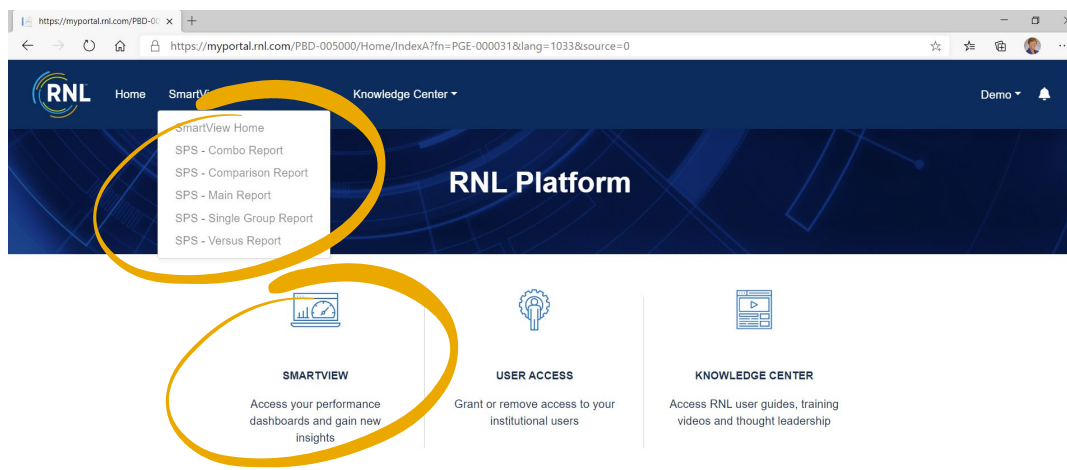 https://myportal.rnl.com/PBD-00
https://myportal.rnl.com/PBD-005000/Home/IndexA?fn=PGE-000031&lang=1033&source=0
RNL Home Knowledge Center Demo
SmartView Home
SPS - Combo Report
SPS - Comparison Report
SPS - Main Report
SPS - Single Group Report
SPS - Versus Report
RNL Platform
SMARTVIEW
Access your performance
dashboards and gain new
insights
USER ACCESS
Grant or remove access to your
institutional users
KNOWLEDGE CENTER
Access RNL user guides, training
videos and thought leadership